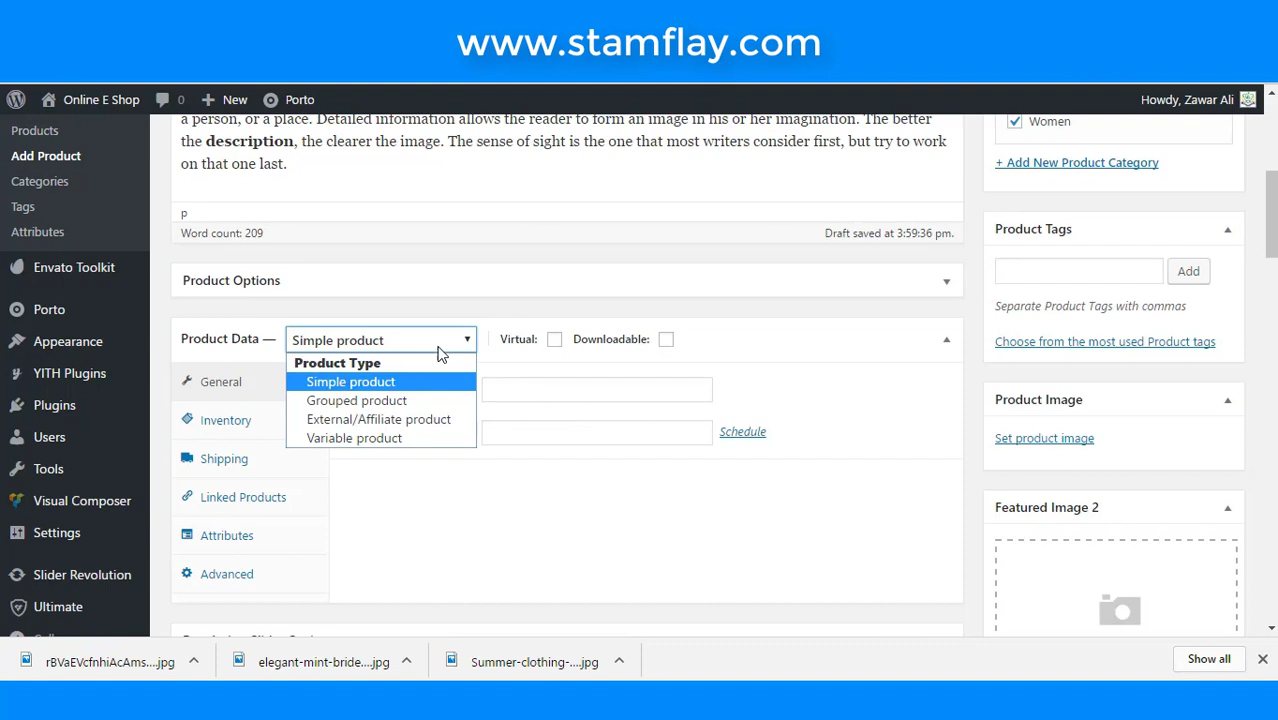 www.stamflay.com
Online E Shop 0 New Porto Howdy, Zawar Ali
Products
Add Product
Categories
Tags
Attributes
Envato Toolkit
Porto
Appearance
YITH Plugins
Plugins
Users
Tools
Visual Composer
Settings
Slider Revolution
Ultimate
a person, or a place. Detailed information allows the reader to form an image in his or her imagination. The better
the description, the clearer the image. The sense of sight is the one that most writers consider first, but try to work
on that one last.
p
Word count: 209 Draft saved at 3:59:36 pm.
Product Options
Product Data — Simple product Virtual: Downloadable:
Product Type
Simple product
Grouped product
External/Affiliate product
Variable product
General
Inventory
Shipping
Linked Products
Attributes
Advanced
Schedule
Women
+ Add New Product Category
Product Tags
Add
Separate Product Tags with commas
Choose from the most used Product tags
Product Image
Set product image
Featured Image 2
rBVaEVcfnhiAcAms....jpg elegant-mint-bride....jpg Summer-clothing-....jpg Show all